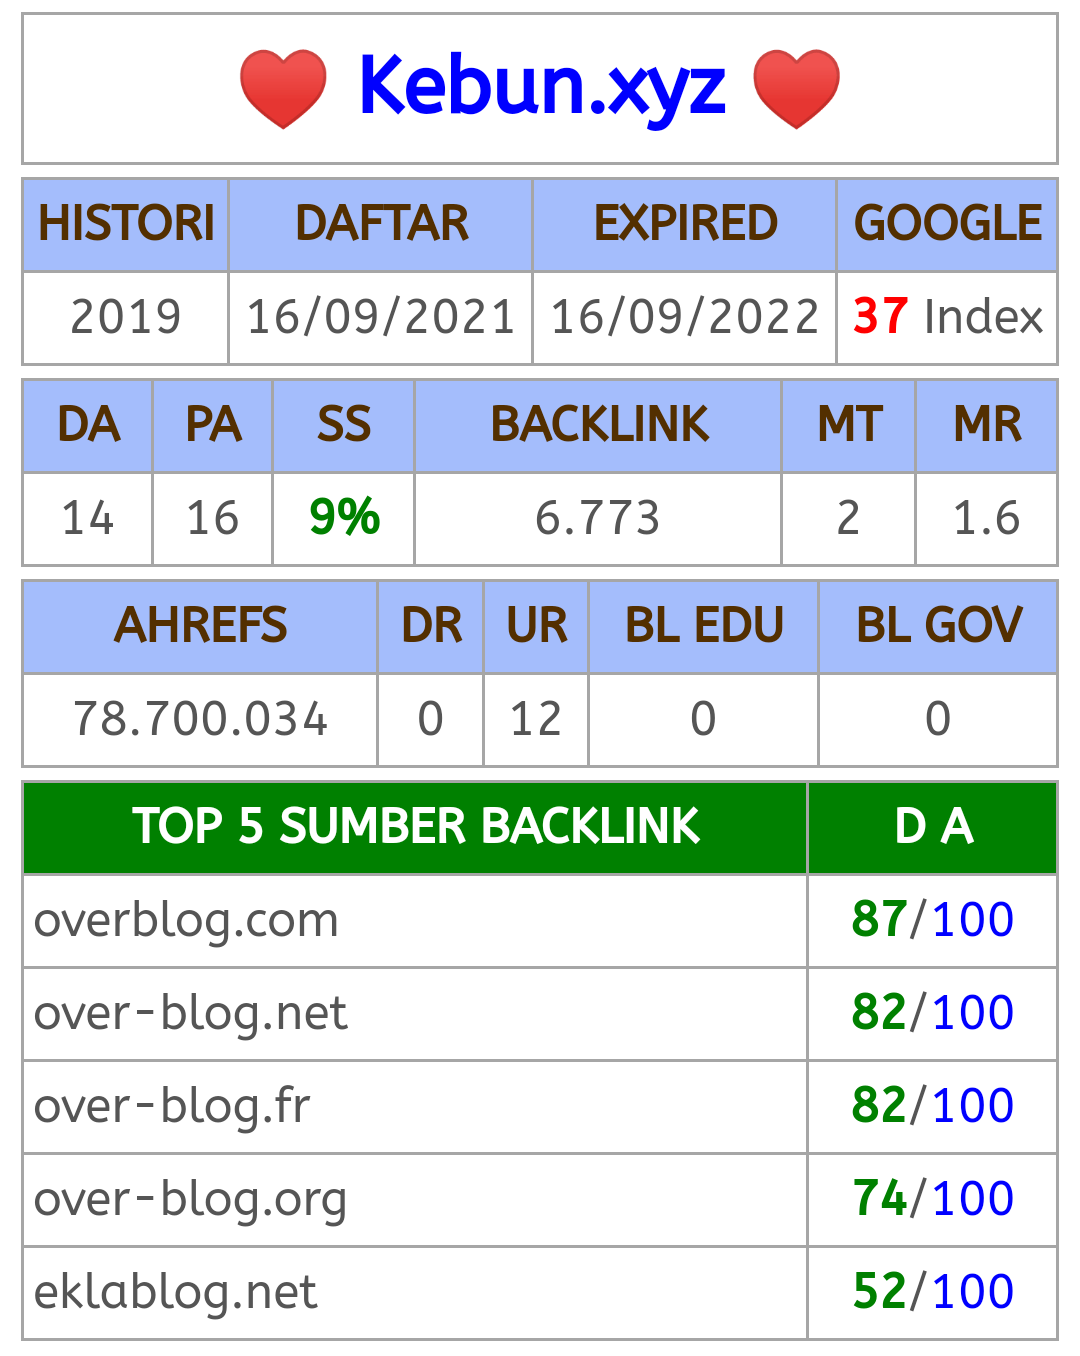 Kebun.xyz
HISTORI DAFTAR EXPIRED GOOGLE
2019 16/09/2021 16/09/2022 37 Index
DA PA SS BACKLINK MT MR
14 16 9% 6.773 2 1.6
AHREFS DR UR BL EDU BL GOV
78.700.034 0 12 0 0
TOP 5 SUMBER BACKLINK D A
overblog.com 87/100
over-blog.net 82/100
over-blog.fr 82/100
over-blog.org 74/100
eklablog.net 52/100